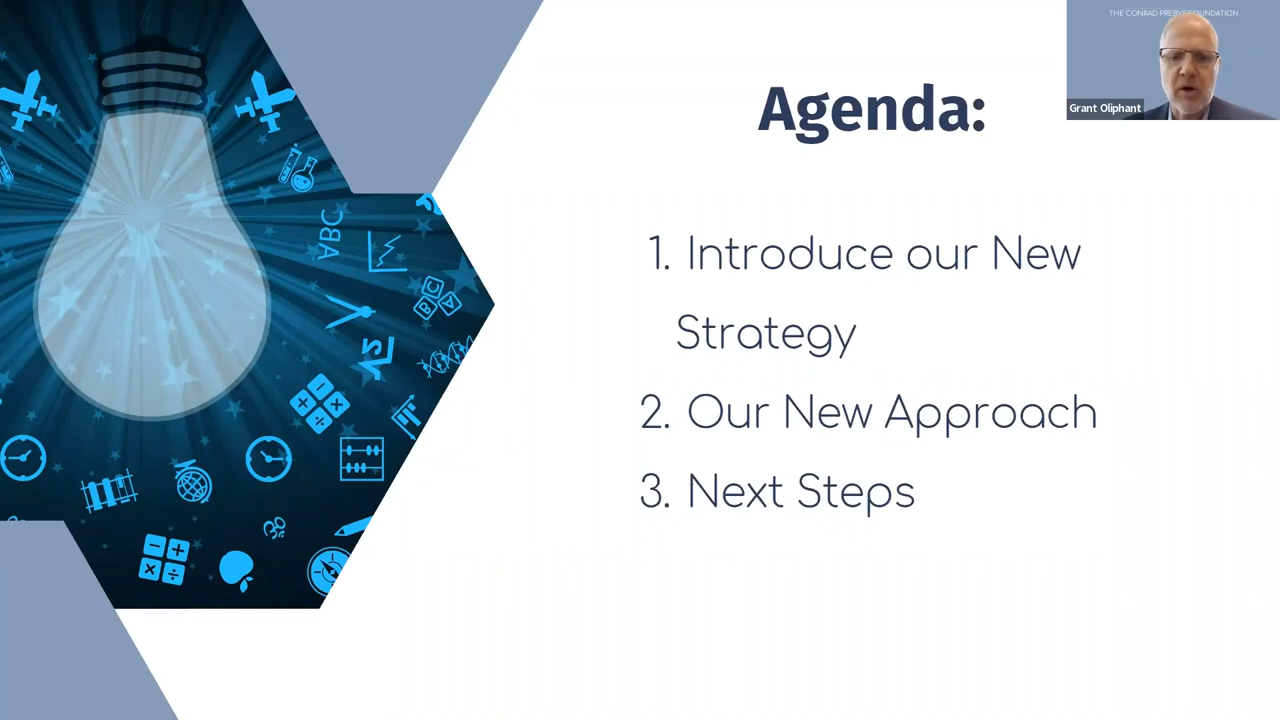 THE CONRAD PREBYS FOUNDATION
Agenda:
Grant Oliphant
ABC
1. Introduce our New
Strategy
2. Our New Approach
3. Next Steps